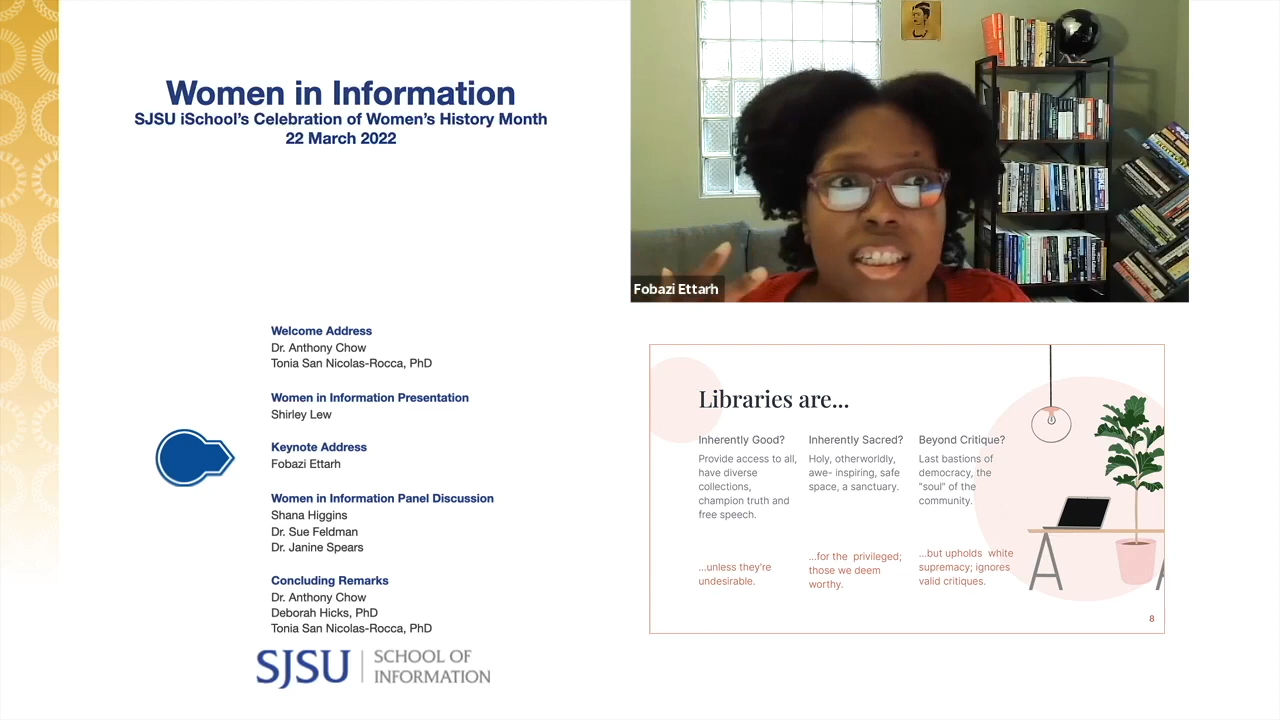 Women in Information
SJSU iSchool's Celebration of Women's History Month
22 March 2022
Fobazi Ettarh
Welcome Address
Dr. Anthony Chow
Tonia San Nicolas-Rocca, PhD
Women in Information Presentation
Shirley Lew
Keynote Address
Fobazi Ettarh
Women in Information Panel Discussion
Shana Higgins
Dr. Sue Feldman
Dr. Janine Spears
Concluding Remarks
Dr. Anthony Chow
Deborah Hicks, PhD
Tonia San Nicolas-Rocca, PhD
SJSU
SCHOOL OF
INFORMATION
Libraries are...
Inherently Good?
Provide access to all,
have diverse
collections,
champion truth and
free speech.
...unless they're
undesirable.
Inherently Sacred?
Holy, otherworldly,
awe- inspiring, safe
space, a sanctuary.
...for the privileged;
those we deem
worthy.
Beyond Critique?
Last bastions of
democracy, the
"soul" of the
community.
...but upholds white
supremacy; ignores
valid critiques.
8